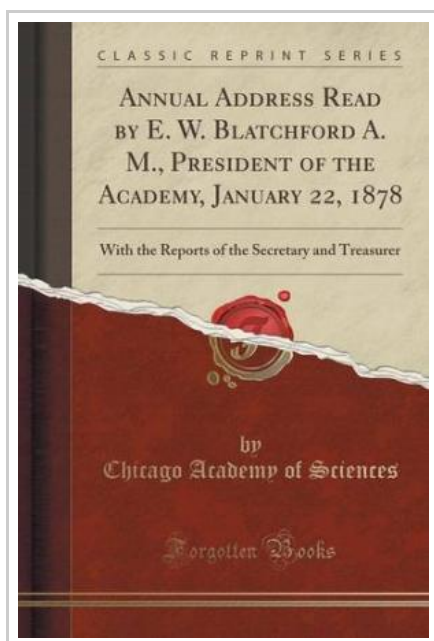 CLASSIC REPRINT SERIES
ANNUAL ADDRESS READ
BY E. W. BLATCHFORD A.
M., PRESIDENT OF THE
ACADEMY, JANUARY 22, 1878
With the Reports of the Secretary and Treasurer
by
Chicago Academy of Sciences
Forgotten Books